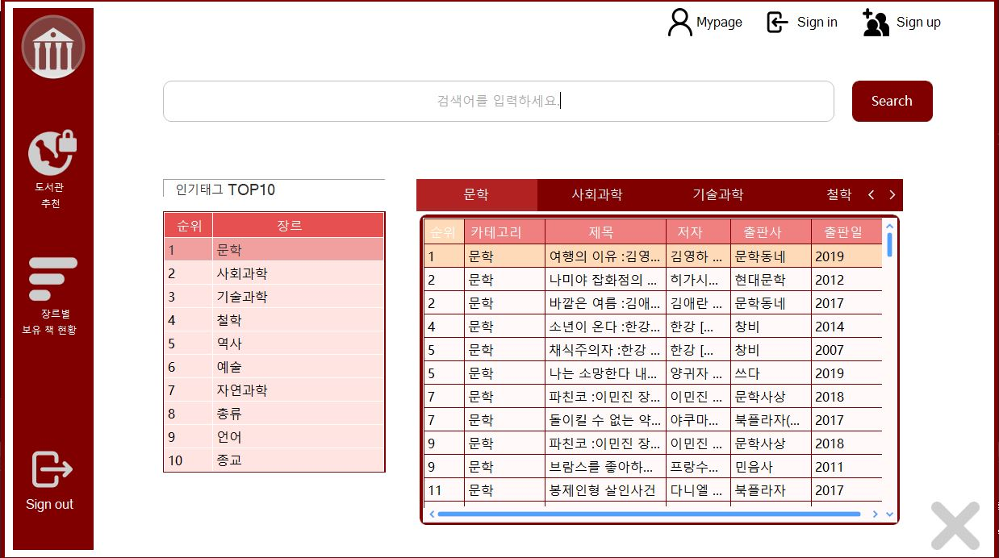 Mypage Sign in Sign up
검색어를 입력하세요.
Search
도서관
추천
장르별
보유 책 현황
Sign out
인기태그 TOP10
순위 장르
1 문학
2 사회과학
3 기술과학
4 철학
5 역사
6 예술
7 자연과학
8 총류
9 언어
10 종교
문학 사회과학 기술과학 철학
순위 카테고리 제목 저자 출판사 출판일
1 문학 여행의 이유 :김영... 김영하 ... 문학동네 2019
2 문학 나미야 잡화점의 ... 히가시... 현대문학 2012
2 문학 바깥은 여름 :김애... 김애란 ... 문학동네 2017
4 문학 소년이 온다 :한강... 한강 [... 창비 2014
5 문학 채식주의자 :한강 ... 한강 [... 창비 2007
5 문학 나는 소망한다 내... 양귀자 ... 쓰다 2019
7 문학 파친코 :이민진 장... 이민진 ... 문학사상 2018
7 문학 돌이킬 수 없는 약... 야쿠마... 북플라자(... 2017
9 문학 파친코 :이민진 장... 이민진 ... 문학사상 2018
9 문학 브람스를 좋아하... 프랑수... 민음사 2011
11 문학 봉제인형 살인사건 다니엘 ... 북플라자 2017